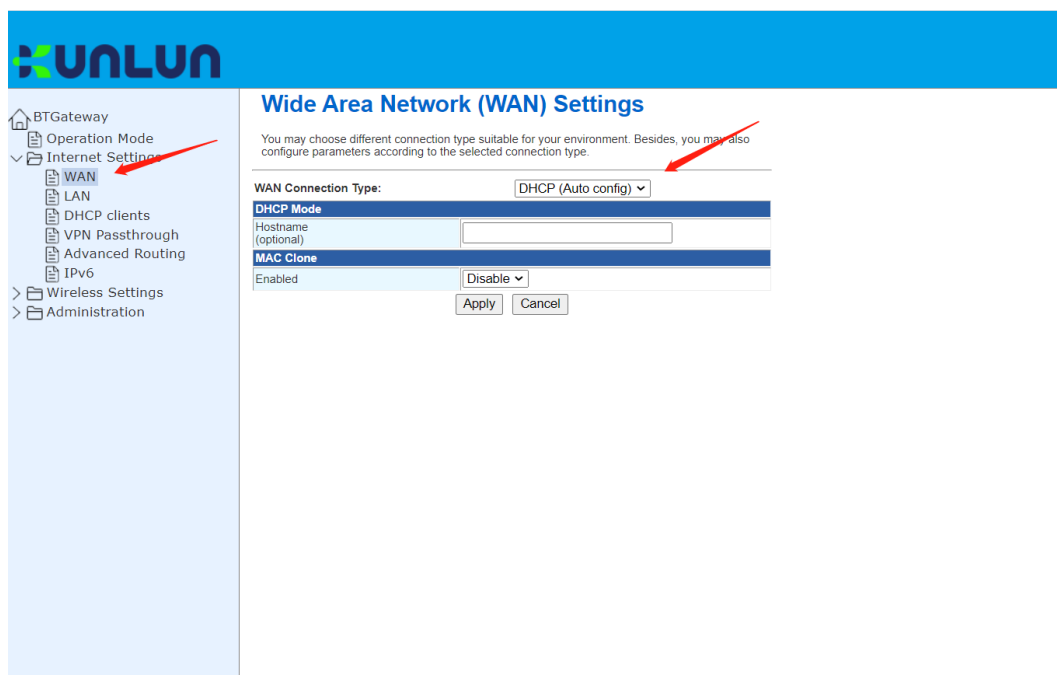 KUNLUN
BTGateway
Operation Mode
Internet Settings
WAN
LAN
DHCP clients
VPN Passthrough
Advanced Routing
IPv6
Wireless Settings
Administration
Wide Area Network (WAN) Settings
You may choose different connection type suitable for your environment. Besides, you may also
configure parameters according to the selected connection type.
WAN Connection Type: DHCP (Auto config)
DHCP Mode
Hostname
(optional)
MAC Clone
Enabled Disable
Apply Cancel